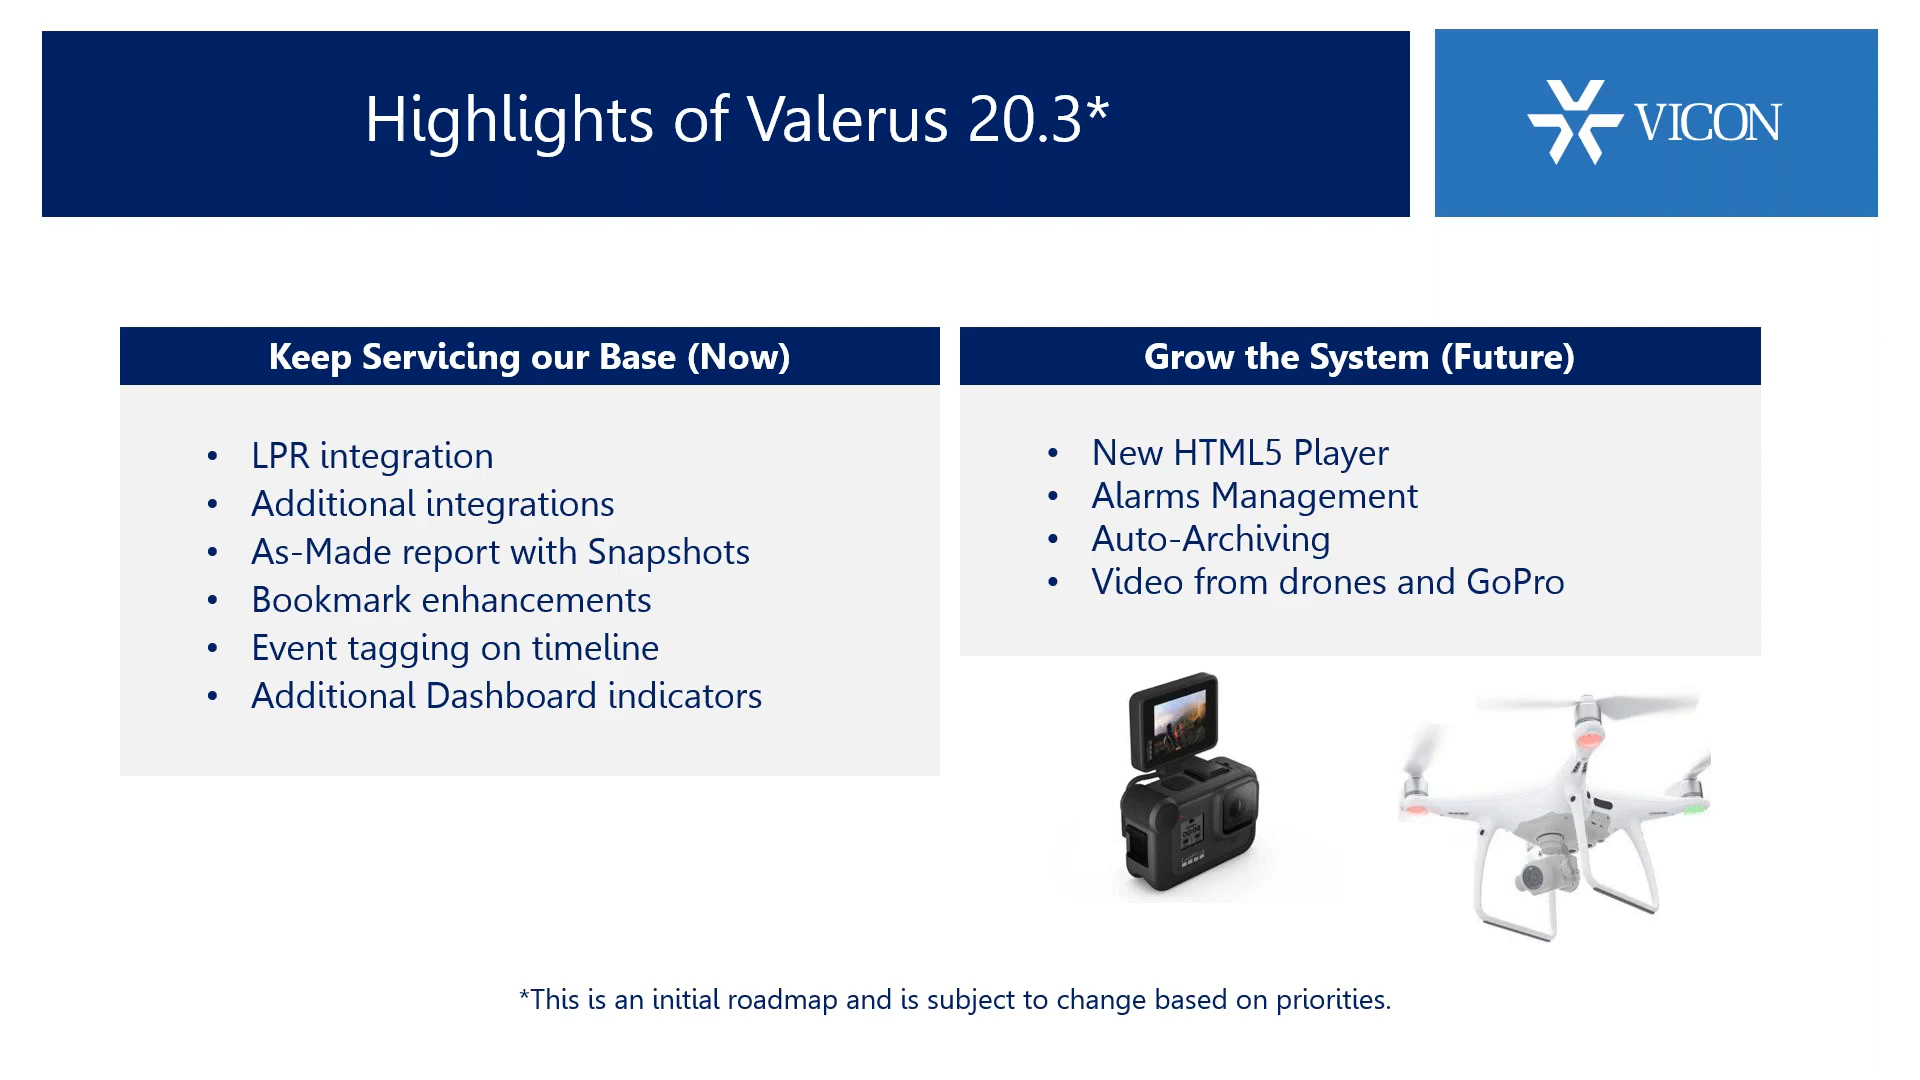 Highlights of Valerus 20.3*
VICON
Keep Servicing our Base (Now)
• LPR integration
• Additional integrations
• As-Made report with Snapshots
• Bookmark enhancements
• Event tagging on timeline
• Additional Dashboard indicators
Grow the System (Future)
• New HTML5 Player
• Alarms Management
• Auto-Archiving
• Video from drones and GoPro
*This is an initial roadmap and is subject to change based on priorities.